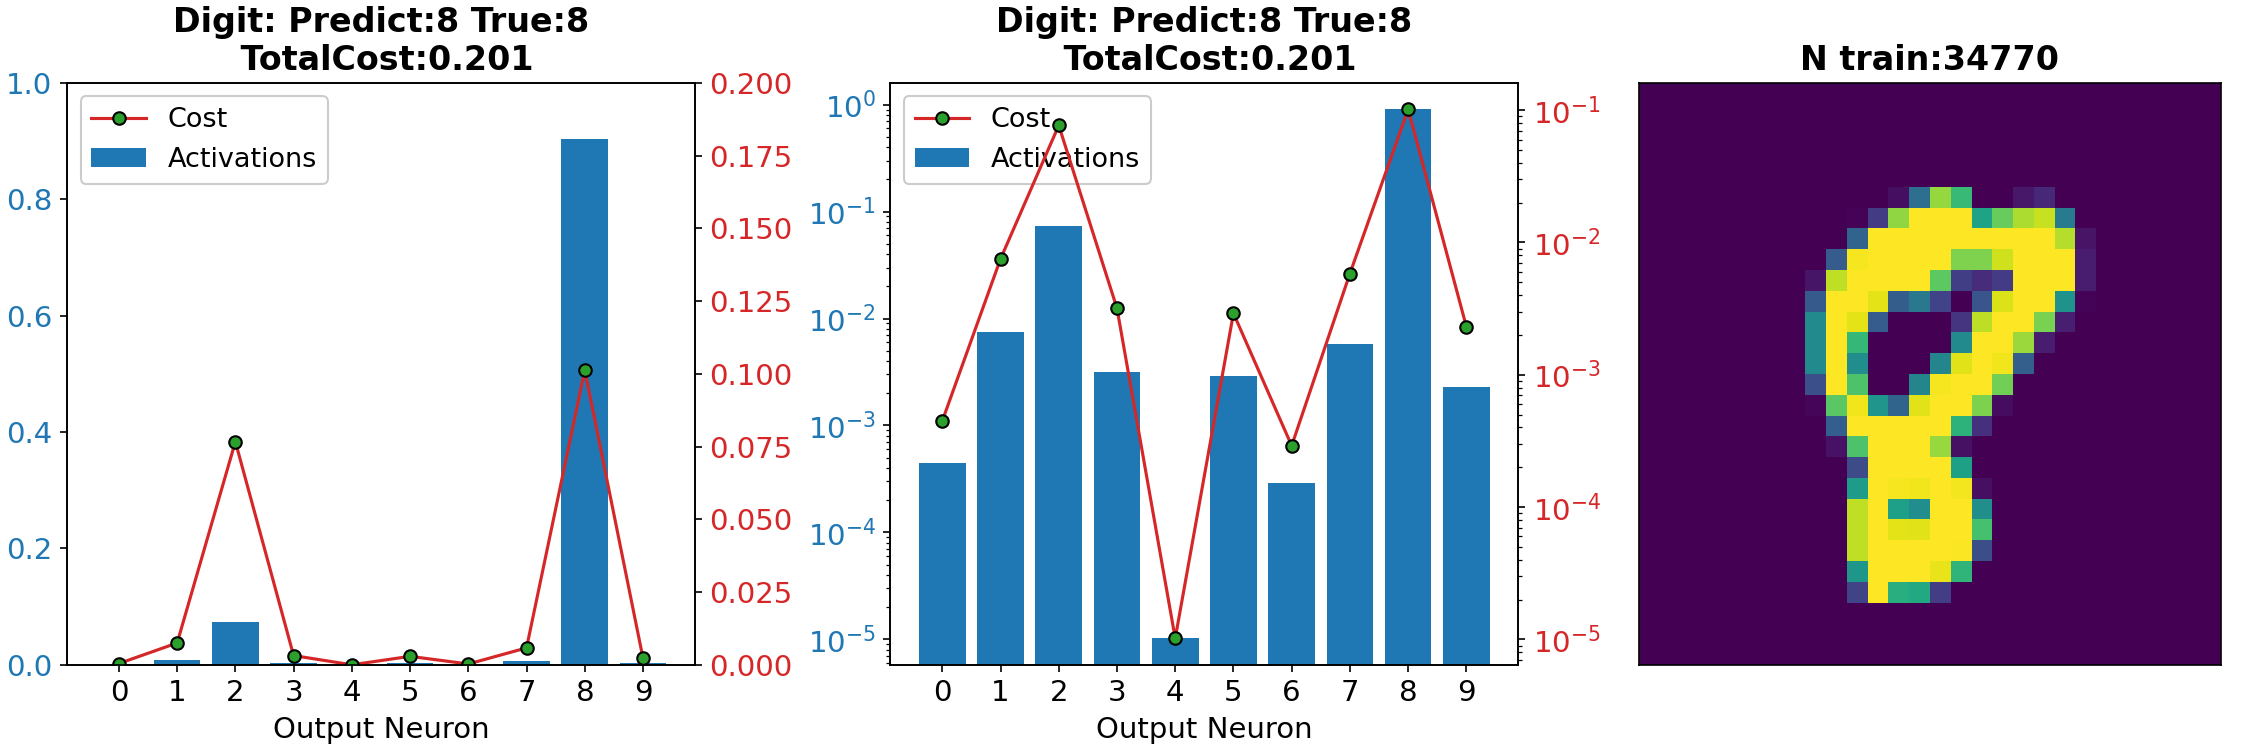 Digit: Predict:8 True:8
TotalCost:0.201
1.0
0.8
0.6
0.4
0.2
0.0
Cost
Activations
0.200
0.175
0.150
0.125
0.100
0.075
0.050
0.025
0.000
0 1 2 3 4 5 6 7 8 9
Output Neuron
Digit: Predict:8 True:8
TotalCost:0.201
10⁰
10⁻¹
10⁻²
10⁻³
10⁻⁴
10⁻⁵
Cost
Activations
10⁻¹
10⁻²
10⁻³
10⁻⁴
10⁻⁵
0 1 2 3 4 5 6 7 8 9
Output Neuron
N train:34770
8